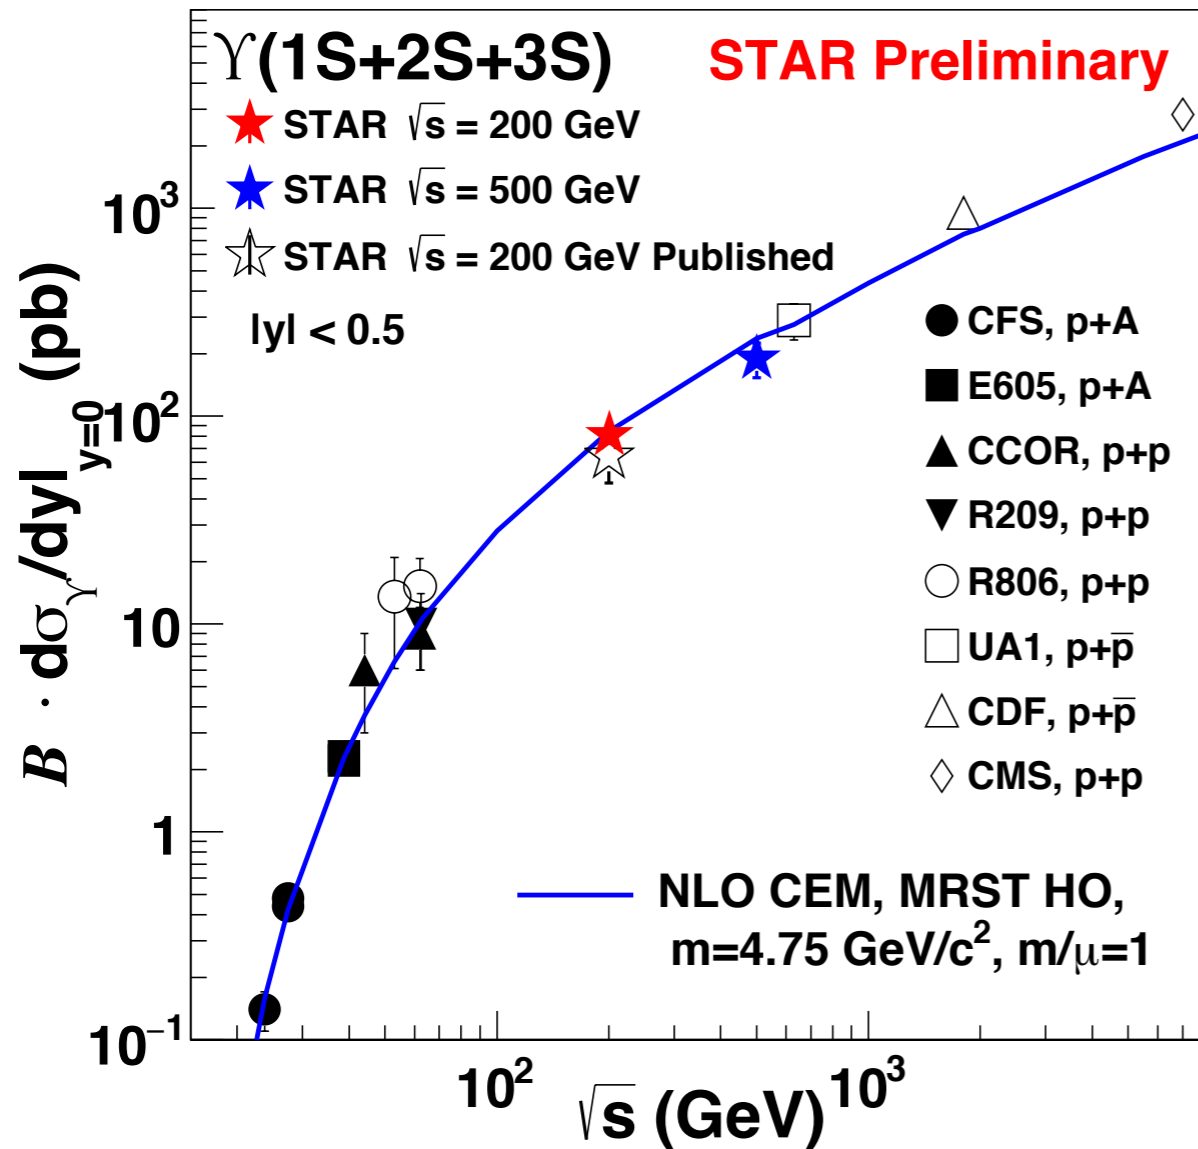 ϒ(1S+2S+3S)
STAR Preliminary
STAR √s = 200 GeV
STAR √s = 500 GeV
STAR √s = 200 GeV Published
|y| < 0.5
CFS, p+A
E605, p+A
CCOR, p+p
R209, p+p
R806, p+p
UA1, p+p̅
CDF, p+p̅
CMS, p+p
NLO CEM, MRST HO,
m=4.75 GeV/c², m/μ=1
B · dσ_ϒ/dy|_y=0 (pb)
10³
10²
10
1
10⁻¹
10²
10³
√s (GeV)